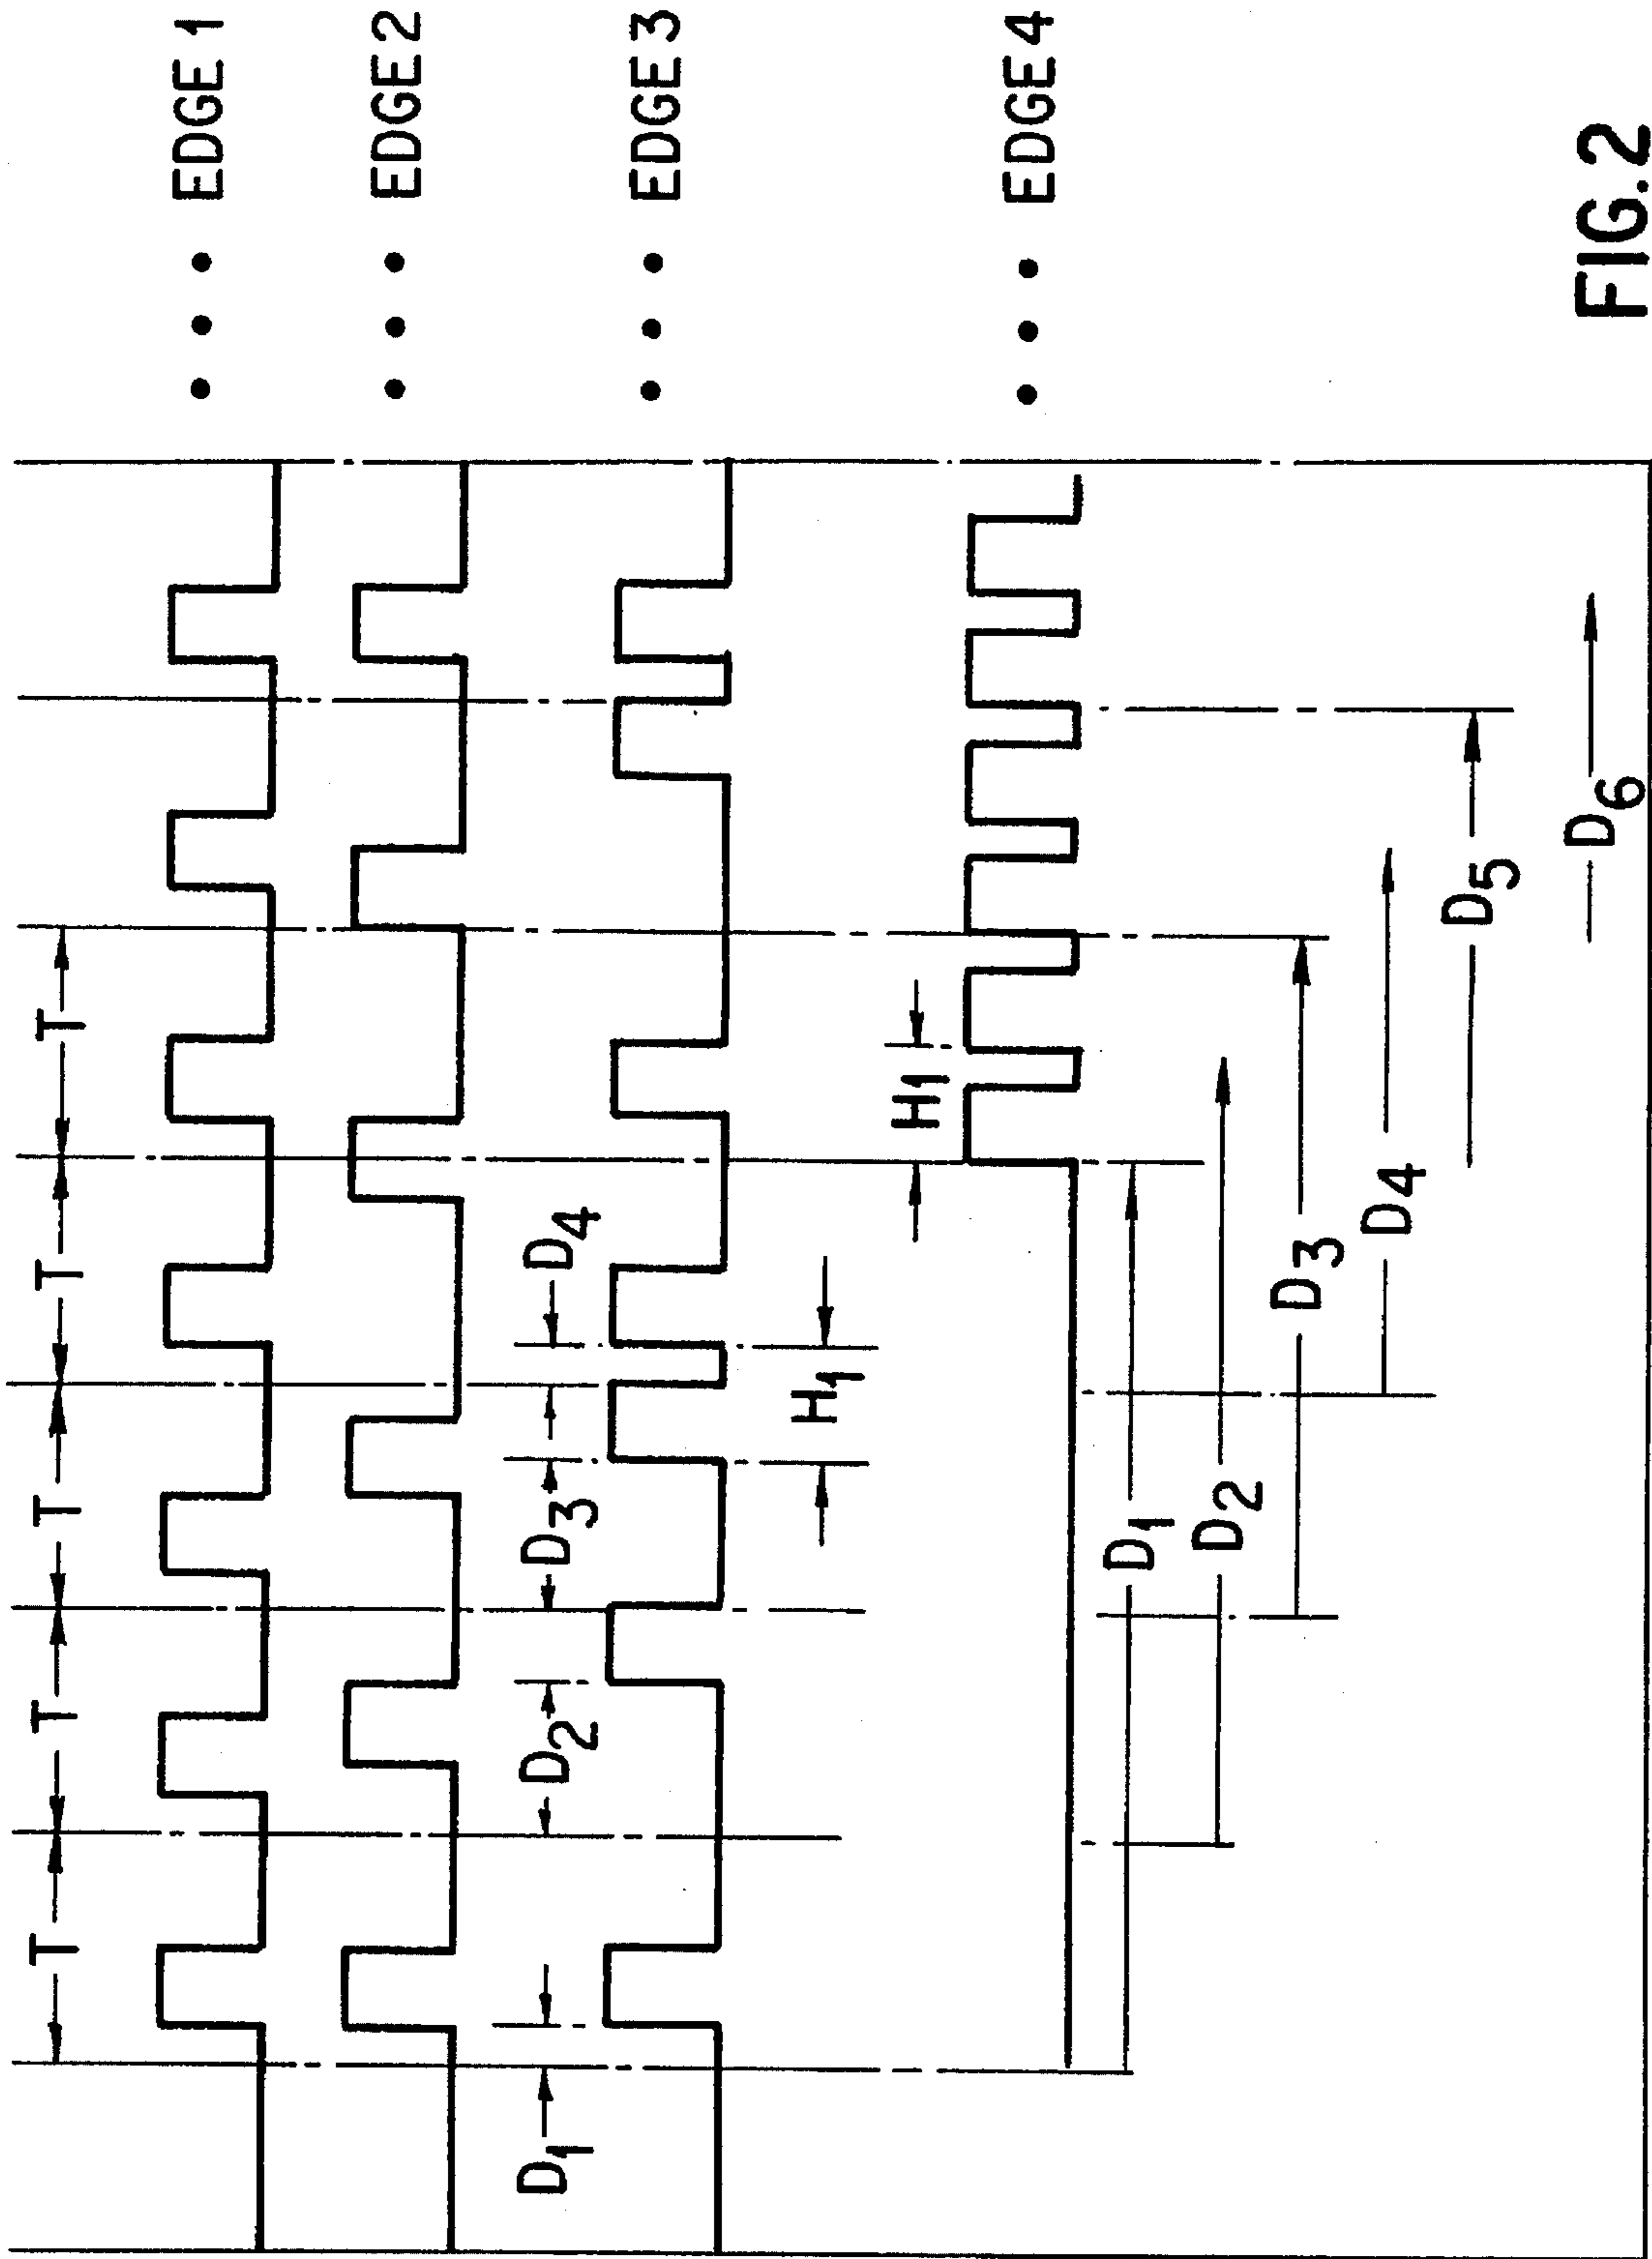 T T T T T
EDGE 1
EDGE 2
D1 D2 D3 D4
EDGE 3
H1
H1
EDGE 4
D1
D2
D3
D4
D5
D6
FIG.2